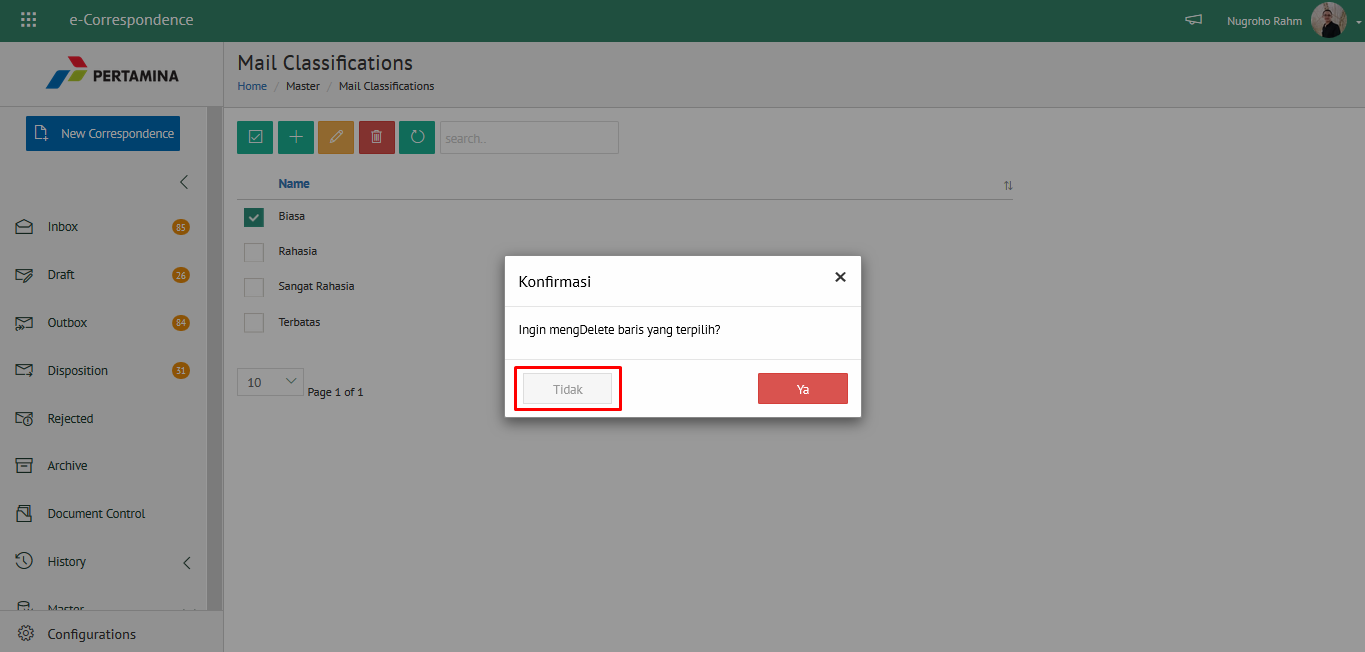 e-Correspondence
Nugroho Rahm
PERTAMINA
Mail Classifications
Home / Master / Mail Classifications
New Correspondence
search..
Name
Biasa
Rahasia
Sangat Rahasia
Terbatas
10
Page 1 of 1
Inbox 85
Draft 26
Outbox 84
Disposition 31
Rejected
Archive
Document Control
History
Master
Configurations
Konfirmasi
Ingin mengDelete baris yang terpilih?
Tidak
Ya